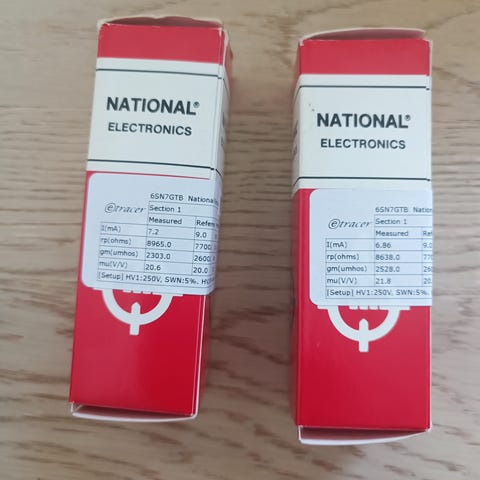 NATIONAL®
ELECTRONICS
etracer
6SN7GTB National
Section 1
Measured
I(mA) 7.2 9.0
rp(ohms) 8965.0 7700
gm(umhos) 2303.0 2600
mu(V/V) 20.6 20.0
[Setup] HV1:250V, SWN:5%,
NATIONAL®
ELECTRONICS
etracer
6SN7GTB
Section 1
Measured
I(mA) 6.86 9.0
rp(ohms) 8638.0
gm(umhos) 2528.0
mu(V/V) 21.8
[Setup] HV1:250V, SWN:5%,